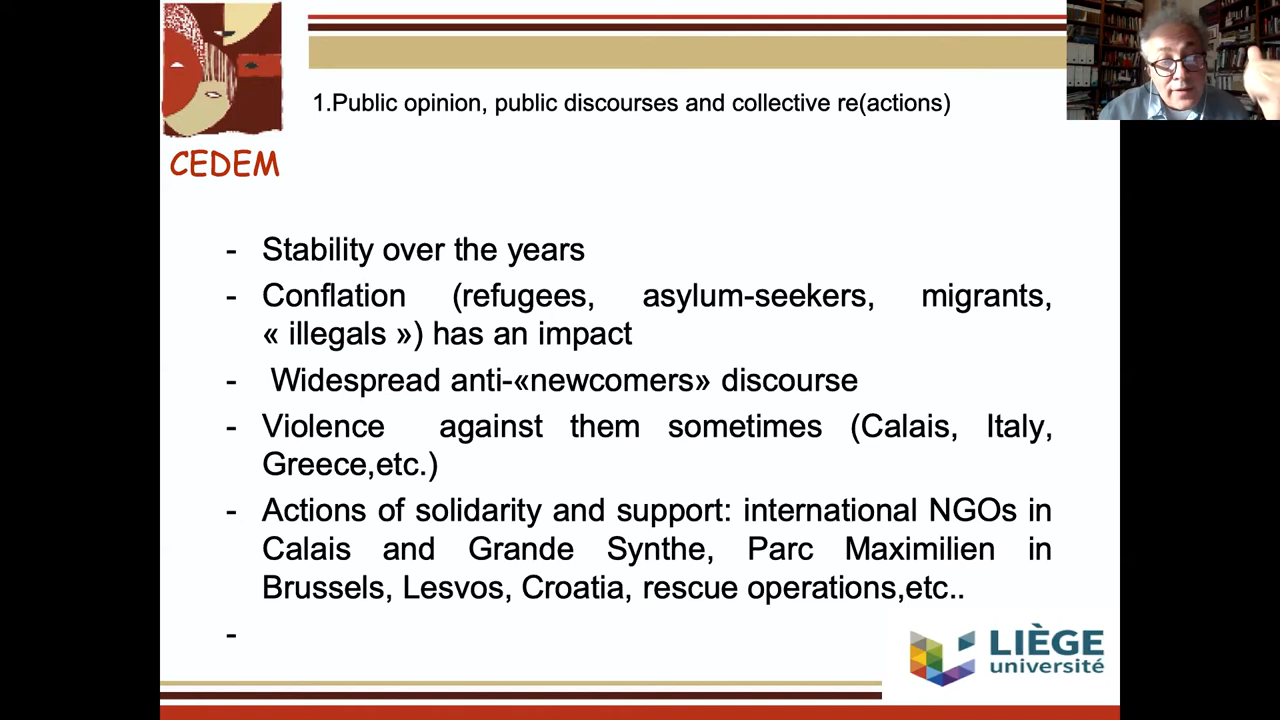 1.Public opinion, public discourses and collective re(actions)
CEDEM
- Stability over the years
- Conflation (refugees, asylum-seekers, migrants,
« illegals ») has an impact
- Widespread anti-«newcomers» discourse
- Violence against them sometimes (Calais, Italy,
Greece,etc.)
- Actions of solidarity and support: international NGOs in
Calais and Grande Synthe, Parc Maximilien in
Brussels, Lesvos, Croatia, rescue operations,etc..
-
LIÈGE
université